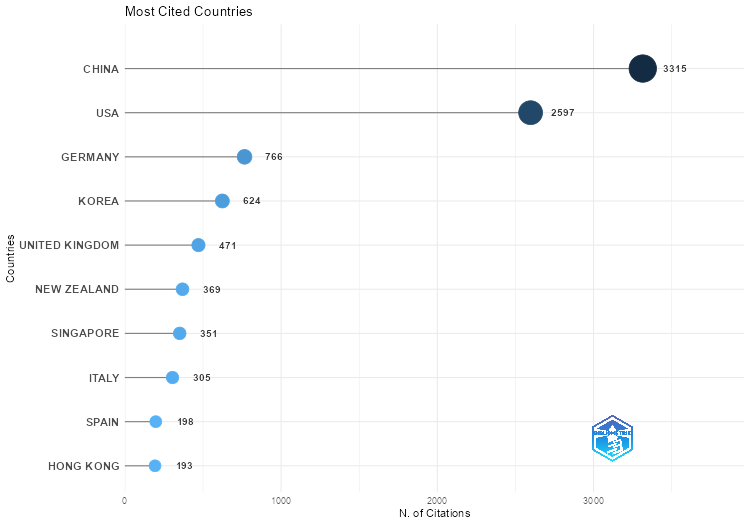 Most Cited Countries
Countries
CHINA 3315
USA 2597
GERMANY 766
KOREA 624
UNITED KINGDOM 471
NEW ZEALAND 369
SINGAPORE 351
ITALY 305
SPAIN 198
HONG KONG 193
0 1000 2000 3000
N. of Citations